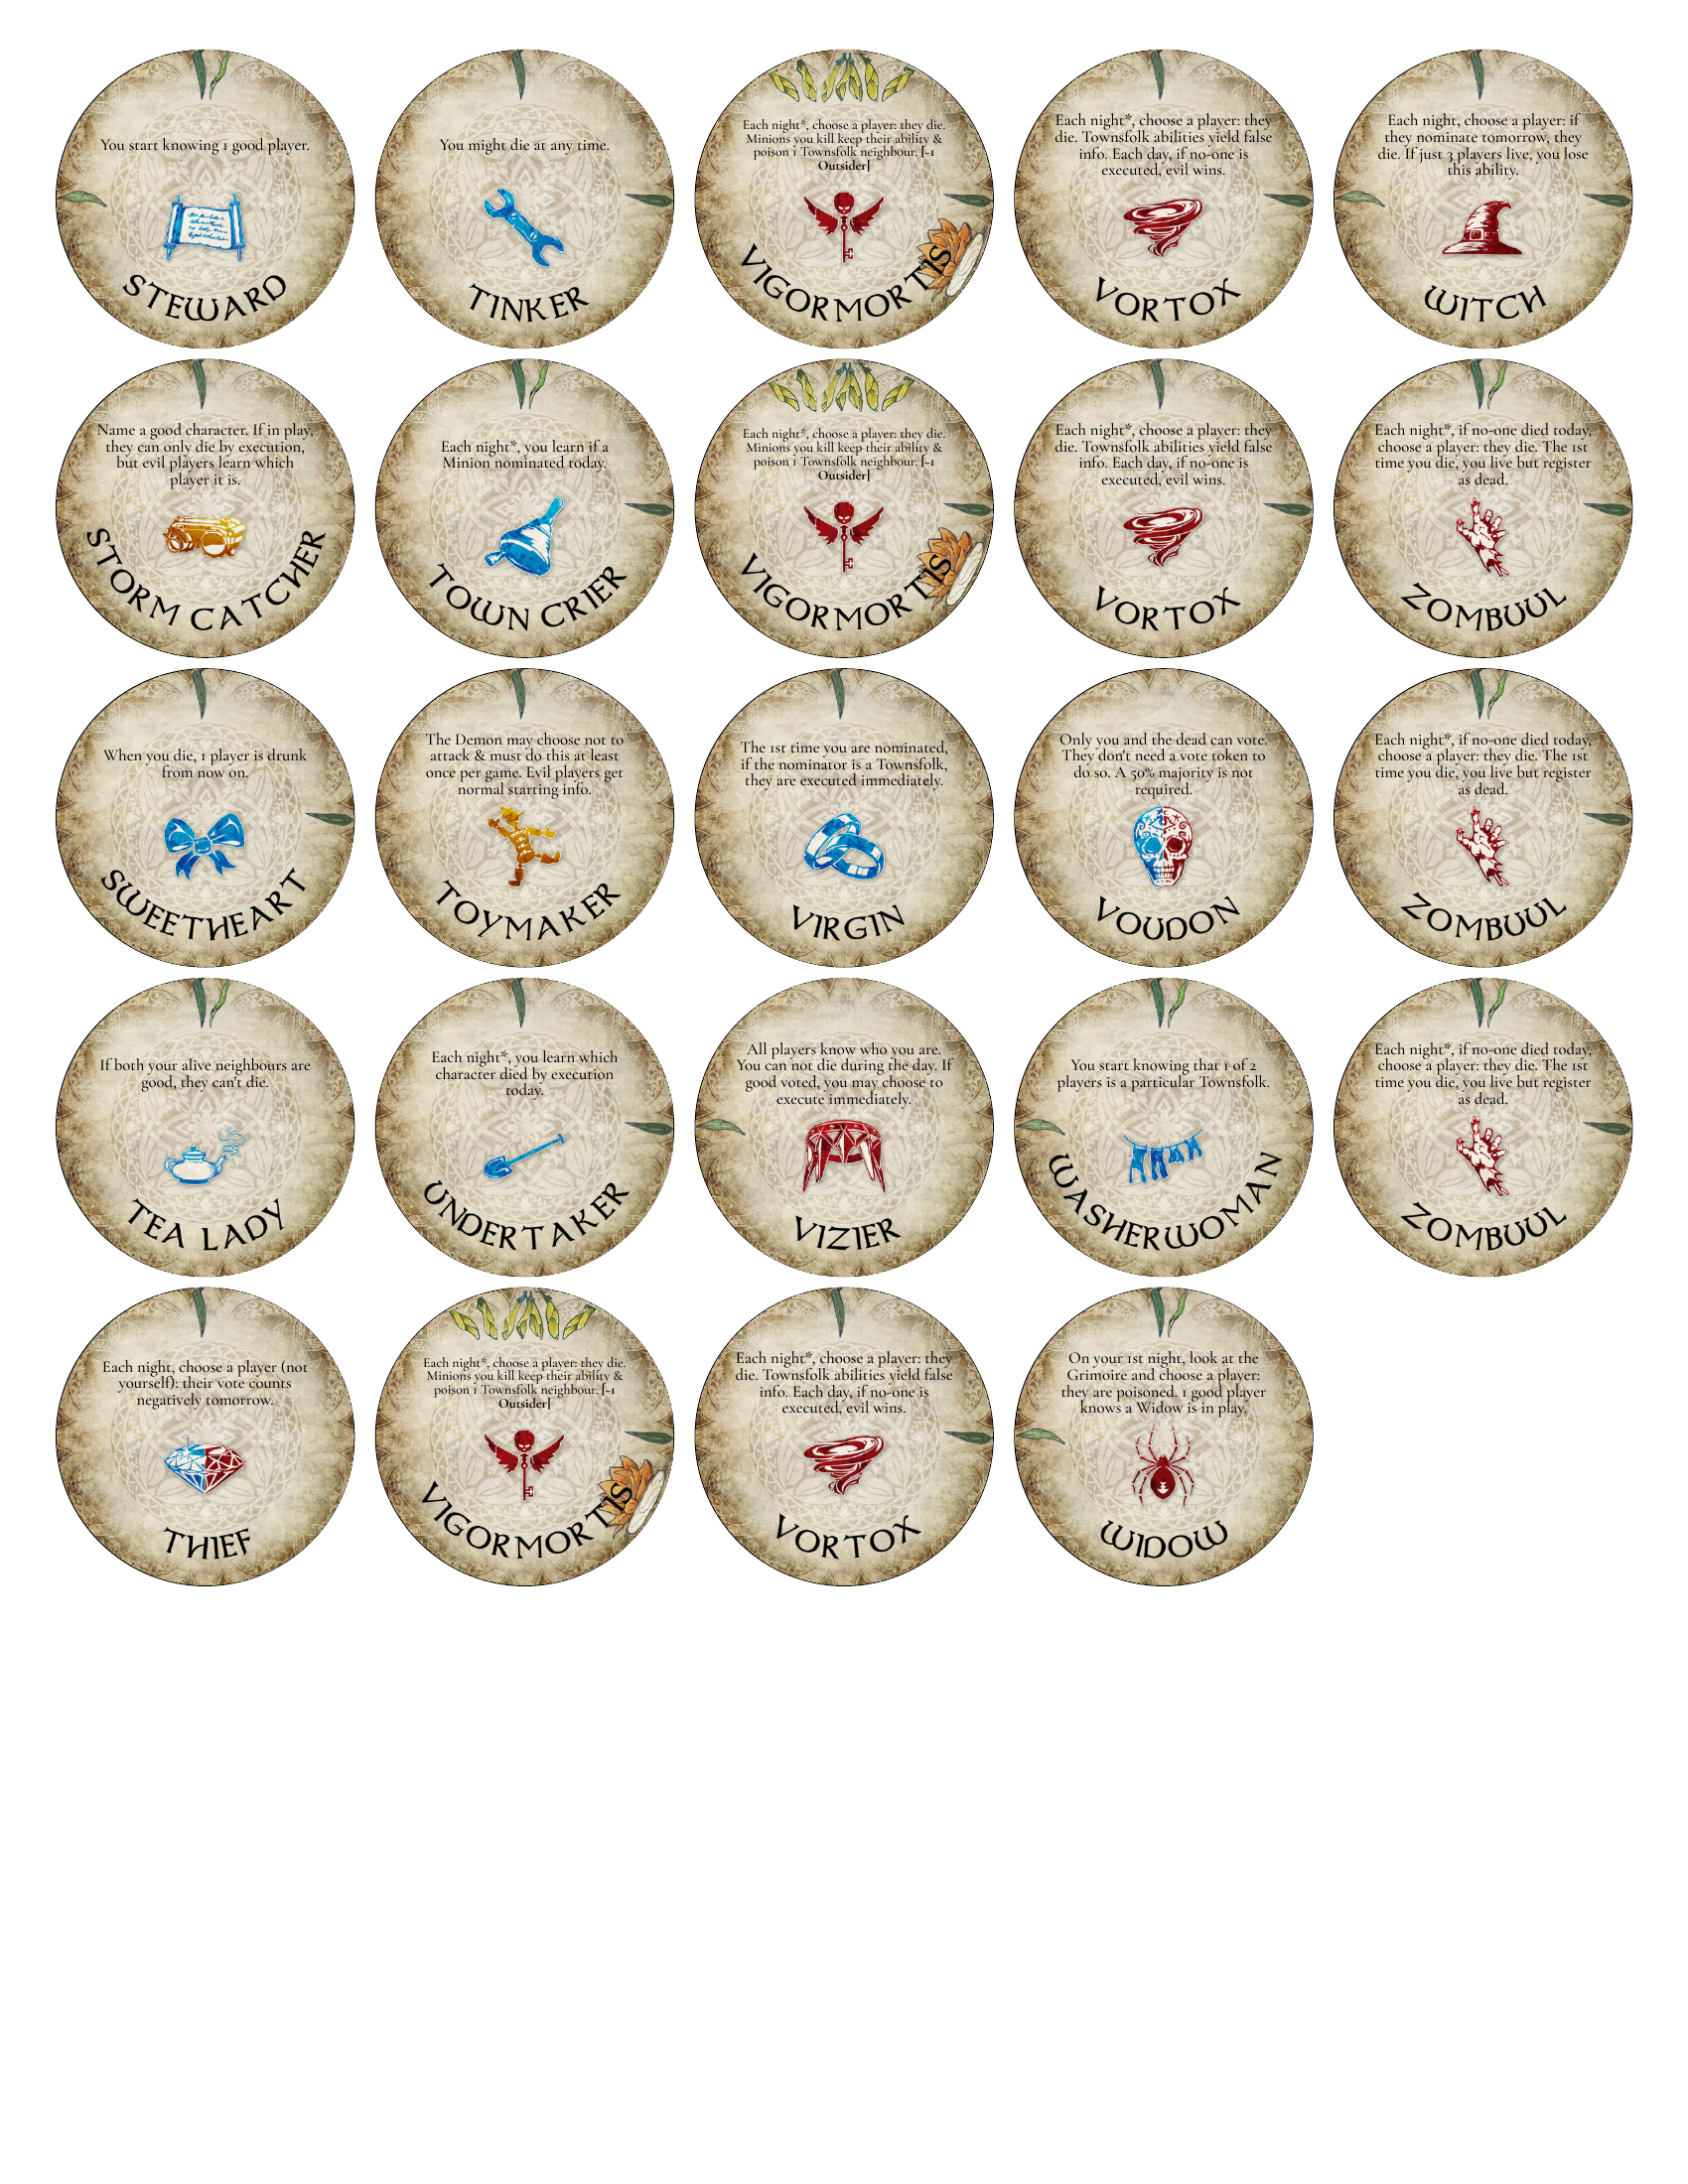 You start knowing 1 good player.
STEWARD
You might die at any time.
TINKER
Each night*, choose a player: they die.
Minions you kill keep their ability &
poison 1 Townsfolk neighbour. [-1
Outsider]
VIGORMORTIS
Each night*, choose a player: they
die. Townsfolk abilities yield false
info. Each day, if no-one is
executed, evil wins.
VORTOX
Each night, choose a player: if
they nominate tomorrow, they
die. If just 3 players live, you lose
this ability.
WITCH
Name a good character. If in play,
they can only die by execution,
but evil players learn which
player it is.
STORM CATCHER
Each night*, you learn if a
Minion nominated today.
TOWN CRIER
Each night*, choose a player: they die.
Minions you kill keep their ability &
poison 1 Townsfolk neighbour. [-1
Outsider]
VIGORMORTIS
Each night*, choose a player: they
die. Townsfolk abilities yield false
info. Each day, if no-one is
executed, evil wins.
VORTOX
Each night*, if no-one died today,
choose a player: they die. The 1st
time you die, you live but register
as dead.
ZOMBUUL
When you die, 1 player is drunk
from now on.
SWEETHEART
The Demon may choose not to
attack & must do this at least
once per game. Evil players get
normal starting info.
TOYMAKER
The 1st time you are nominated,
if the nominator is a Townsfolk,
they are executed immediately.
VIRGIN
Only you and the dead can vote.
They don't need a vote token to
do so. A 50% majority is not
required.
VOUDON
Each night*, if no-one died today,
choose a player: they die. The 1st
time you die, you live but register
as dead.
ZOMBUUL
If both your alive neighbours are
good, they can't die.
TEA LADY
Each night*, you learn which
character died by execution
today.
UNDERTAKER
All players know who you are.
You can not die during the day. If
good voted, you may choose to
execute immediately.
VIZIER
You start knowing that 1 of 2
players is a particular Townsfolk.
WASHERWOMAN
Each night*, if no-one died today,
choose a player: they die. The 1st
time you die, you live but register
as dead.
ZOMBUUL
Each night, choose a player (not
yourself): their vote counts
negatively tomorrow.
THIEF
Each night*, choose a player: they die.
Minions you kill keep their ability &
poison 1 Townsfolk neighbour. [-1
Outsider]
VIGORMORTIS
Each night*, choose a player: they
die. Townsfolk abilities yield false
info. Each day, if no-one is
executed, evil wins.
VORTOX
On your 1st night, look at the
Grimoire and choose a player:
they are poisoned. 1 good player
knows a Widow is in play.
WIDOW